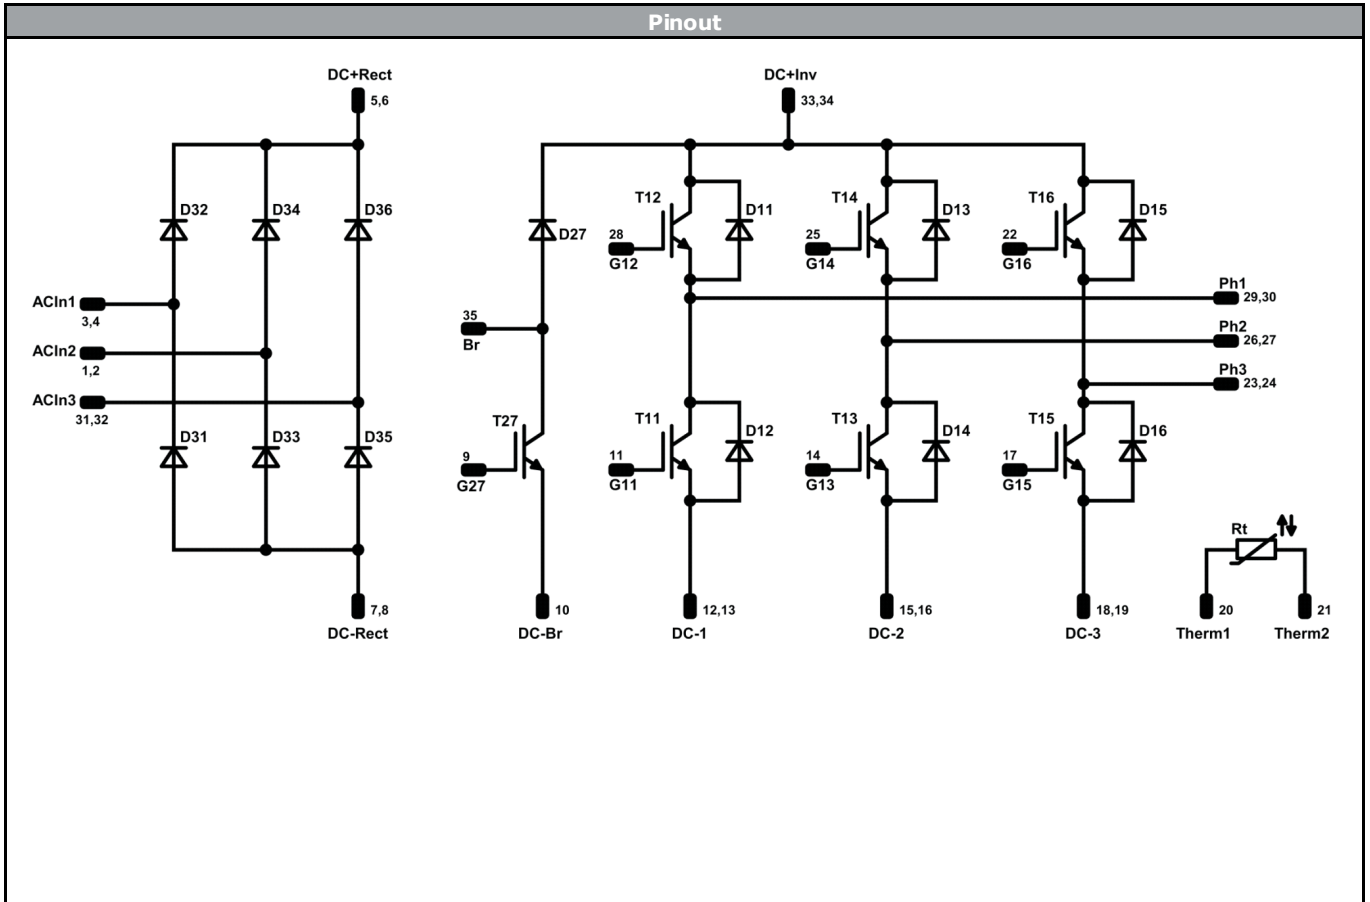 Pinout
DC+Rect
5,6
DC+Inv
33,34
D32
D34
D36
D27
T12
D11
28
G12
T14
D13
25
G14
T16
D15
22
G16
ACIn1
3,4
ACIn2
1,2
ACIn3
31,32
35
Br
Ph1
29,30
Ph2
26,27
Ph3
23,24
D31
D33
D35
T27
9
G27
T11
D12
11
G11
T13
D14
14
G13
T15
D16
17
G15
Rt
7,8
DC-Rect
10
DC-Br
12,13
DC-1
15,16
DC-2
18,19
DC-3
20
Therm1
21
Therm2